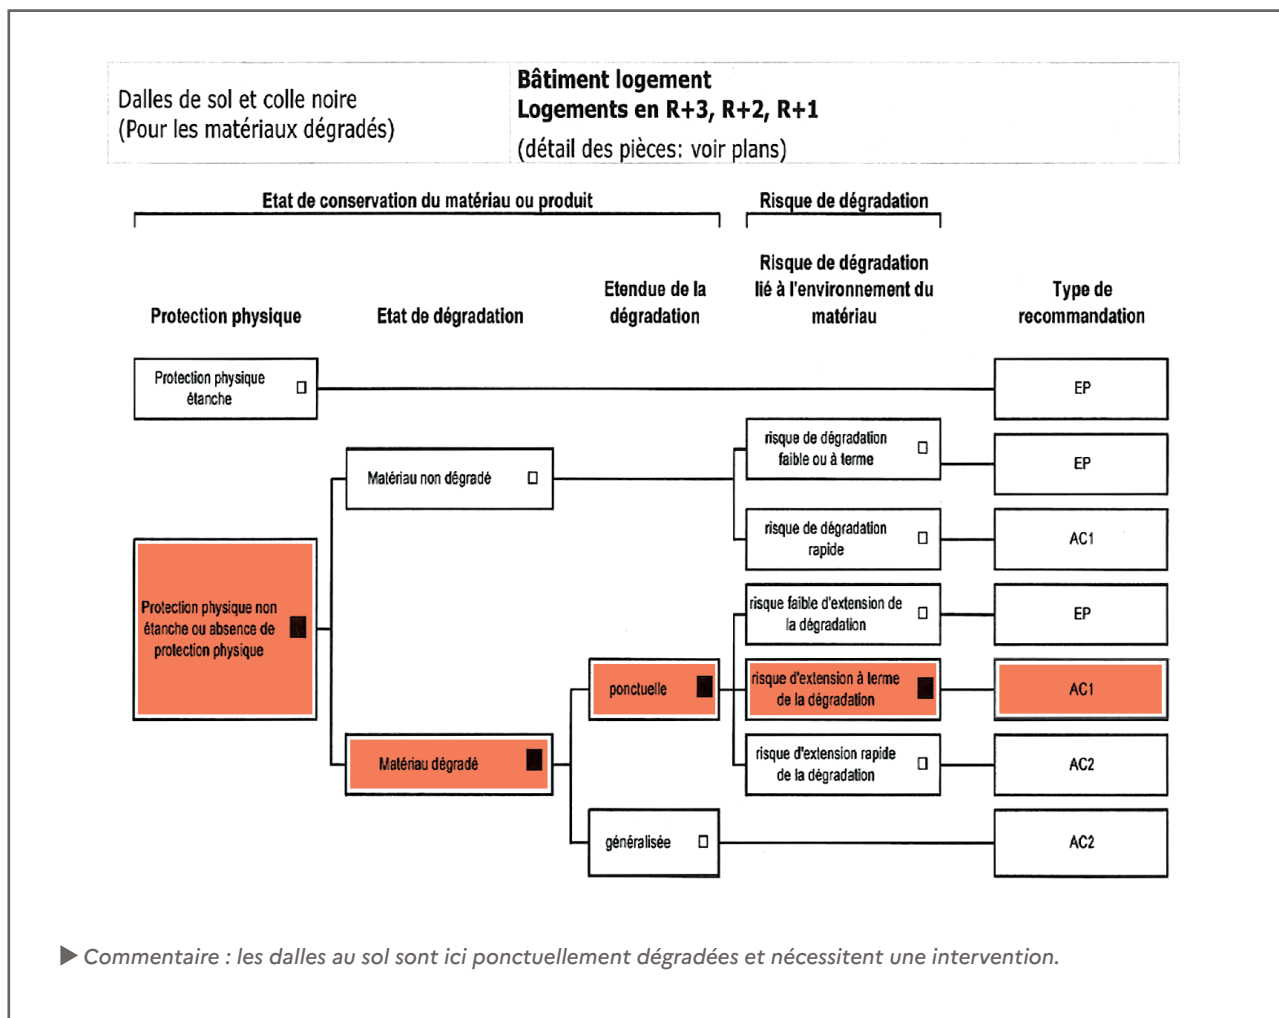 Dalles de sol et colle noire
(Pour les matériaux dégradés)
Bâtiment logement
Logements en R+3, R+2, R+1
(détail des pièces: voir plans)
Etat de conservation du matériau ou produit
Risque de dégradation
Protection physique
Etat de dégradation
Etendue de la
dégradation
Risque de dégradation
lié à l'environnement du
matériau
Type de
recommandation
Protection physique
étanche
EP
Matériau non dégradé
risque de dégradation
faible ou à terme
EP
risque de dégradation
rapide
AC1
Protection physique non
étanche ou absence de
protection physique
Matériau dégradé
ponctuelle
risque faible d'extension de
la dégradation
EP
risque d'extension à terme
de la dégradation
AC1
risque d'extension rapide
de la dégradation
AC2
généralisée
AC2
▶ Commentaire : les dalles au sol sont ici ponctuellement dégradées et nécessitent une intervention.